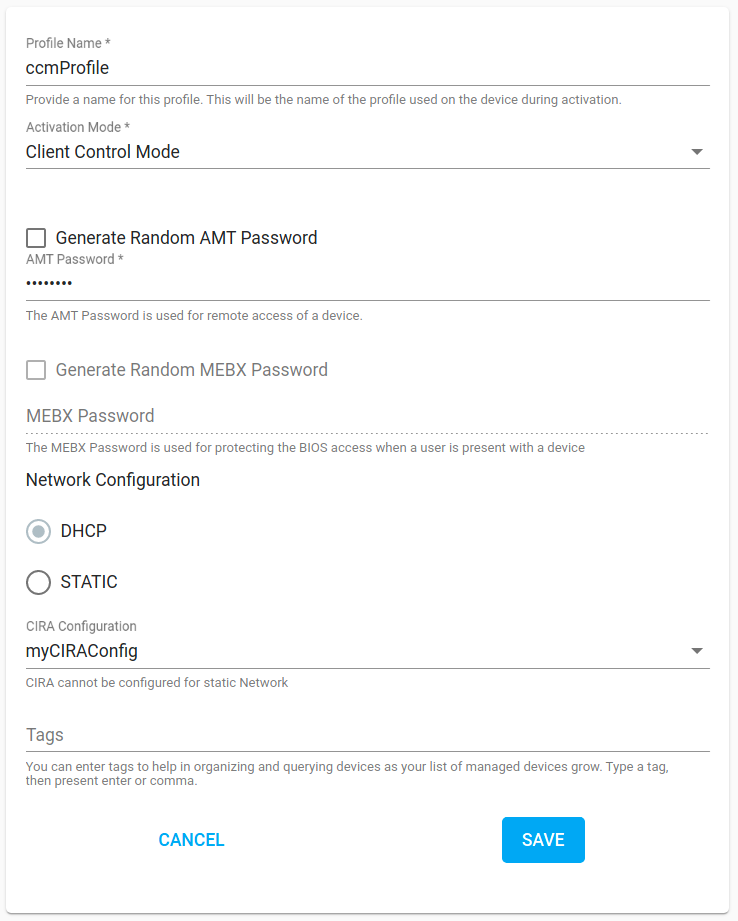 Profile Name *
ccmProfile
Provide a name for this profile. This will be the name of the profile used on the device during activation.
Activation Mode *
Client Control Mode
Generate Random AMT Password
AMT Password *
••••••••
The AMT Password is used for remote access of a device.
Generate Random MEBX Password
MEBX Password
The MEBX Password is used for protecting the BIOS access when a user is present with a device
Network Configuration
DHCP
STATIC
CIRA Configuration
myCIRAConfig
CIRA cannot be configured for static Network
Tags
You can enter tags to help in organizing and querying devices as your list of managed devices grow. Type a tag,
then present enter or comma.
CANCEL SAVE